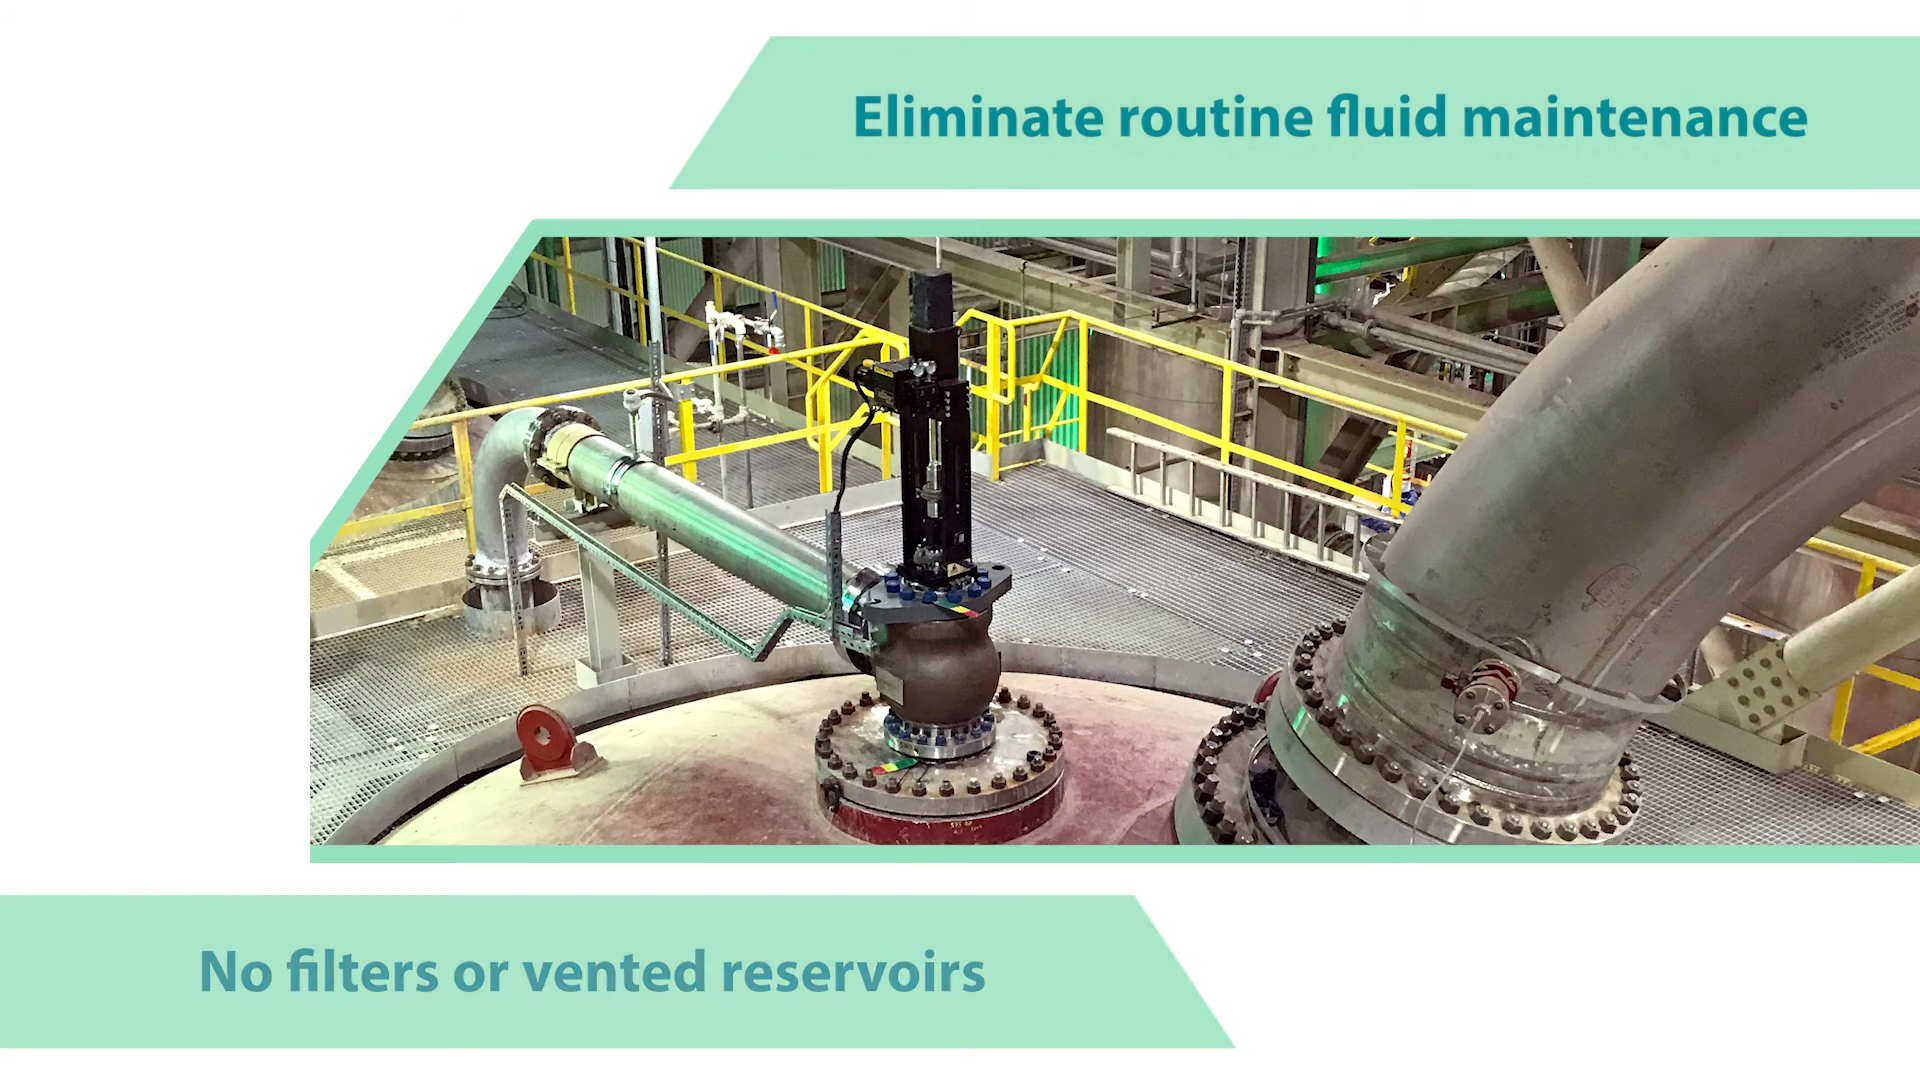 Eliminate routine fluid maintenance
No filters or vented reservoirs